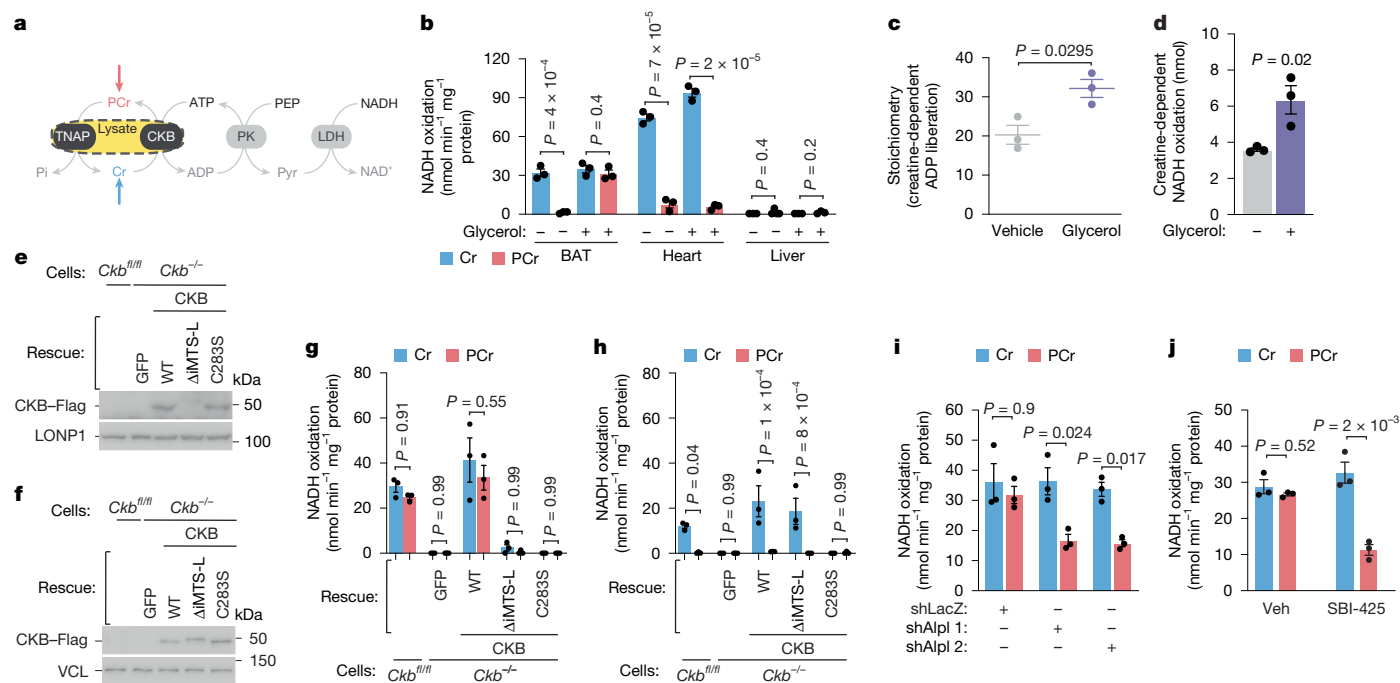 a
PCr
ATP
PEP
NADH
TNAP
Lysate
CKB
PK
LDH
Pi
Cr
ADP
Pyr
NAD⁺
b
NADH oxidation
(nmol min⁻¹ mg⁻¹
protein)
120
90
60
30
0
P = 4 × 10⁻⁴
P = 0.4
P = 7 × 10⁻⁵
P = 2 × 10⁻⁵
P = 0.4
P = 0.2
Glycerol: – – + + – – + + – – + +
BAT Heart Liver
Cr PCr
c
Stoichiometry
(creatine-dependent
ADP liberation)
40
30
20
10
0
P = 0.0295
Vehicle Glycerol
d
Creatine-dependent
NADH oxidation (nmol)
10
8
6
4
2
0
P = 0.02
Glycerol: – +
e
Cells: Ckb^fl/fl Ckb^–/–
CKB
Rescue: GFP WT ΔiMTS-L C283S
kDa
CKB–Flag 50
LONP1 100
f
Cells: Ckb^fl/fl Ckb^–/–
CKB
Rescue: GFP WT ΔiMTS-L C283S
kDa
CKB–Flag 50
150
VCL
g
Cr PCr
NADH oxidation
(nmol min⁻¹ mg⁻¹ protein)
80
60
40
20
0
P = 0.91
P = 0.99
P = 0.55
P = 0.99
P = 0.99
Rescue: GFP WT ΔiMTS-L C283S
CKB
Cells: Ckb^fl/fl Ckb^–/–
h
Cr PCr
NADH oxidation
(nmol min⁻¹ mg⁻¹ protein)
80
60
40
20
0
P = 0.04
P = 0.99
P = 1 × 10⁻⁴
P = 8 × 10⁻⁴
P = 0.99
Rescue: GFP WT ΔiMTS-L C283S
CKB
Cells: Ckb^fl/fl Ckb^–/–
i
Cr PCr
NADH oxidation
(nmol min⁻¹ mg⁻¹ protein)
60
50
40
30
20
10
0
P = 0.9
P = 0.024
P = 0.017
shLacZ: + – –
shAlpl 1: – + –
shAlpl 2: – – +
j
Cr PCr
NADH oxidation
(nmol min⁻¹ mg⁻¹ protein)
50
40
30
20
10
0
P = 0.52
P = 2 × 10⁻³
Veh SBI-425